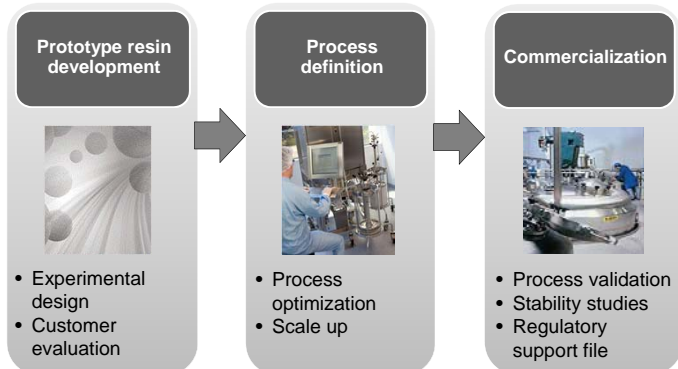 Prototype resin
development
• Experimental
design
• Customer
evaluation
Process
definition
• Process
optimization
• Scale up
Commercialization
• Process validation
• Stability studies
• Regulatory
support file